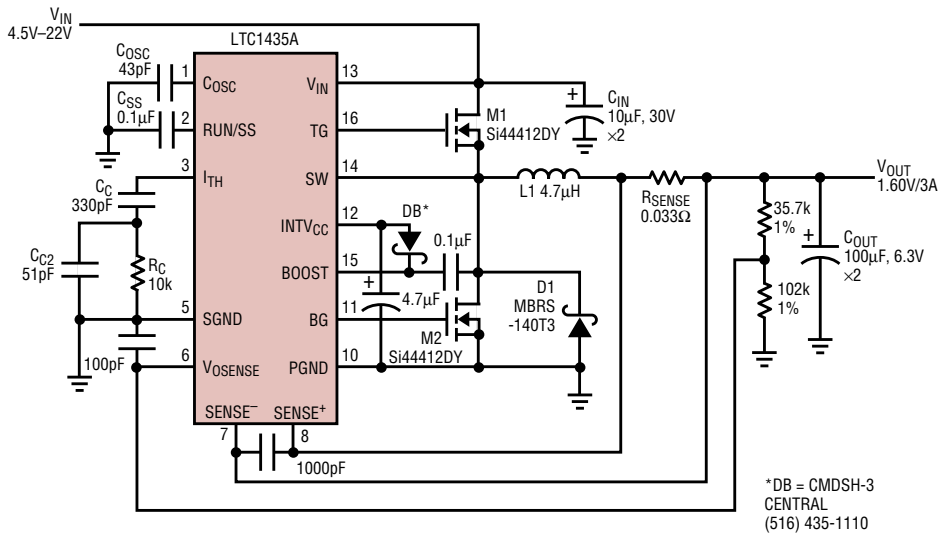 VIN
4.5V–22V
LTC1435A
COSC
43pF
1
COSC
VIN
13
CSS
0.1µF
2
RUN/SS
TG
16
M1
Si44412DY
+
CIN
10µF, 30V
×2
3
ITH
SW
14
L1 4.7µH
RSENSE
0.033Ω
VOUT
1.60V/3A
CC
330pF
INTVCC
12
DB*
0.1µF
35.7k
1%
+
COUT
100µF, 6.3V
×2
CC2
51pF
RC
10k
BOOST
15
+
4.7µF
D1
MBRS
-140T3
102k
1%
5
SGND
BG
11
M2
Si44412DY
100pF
6
VOSENSE
PGND
10
SENSE–
SENSE+
7
8
1000pF
*DB = CMDSH-3
CENTRAL
(516) 435-1110